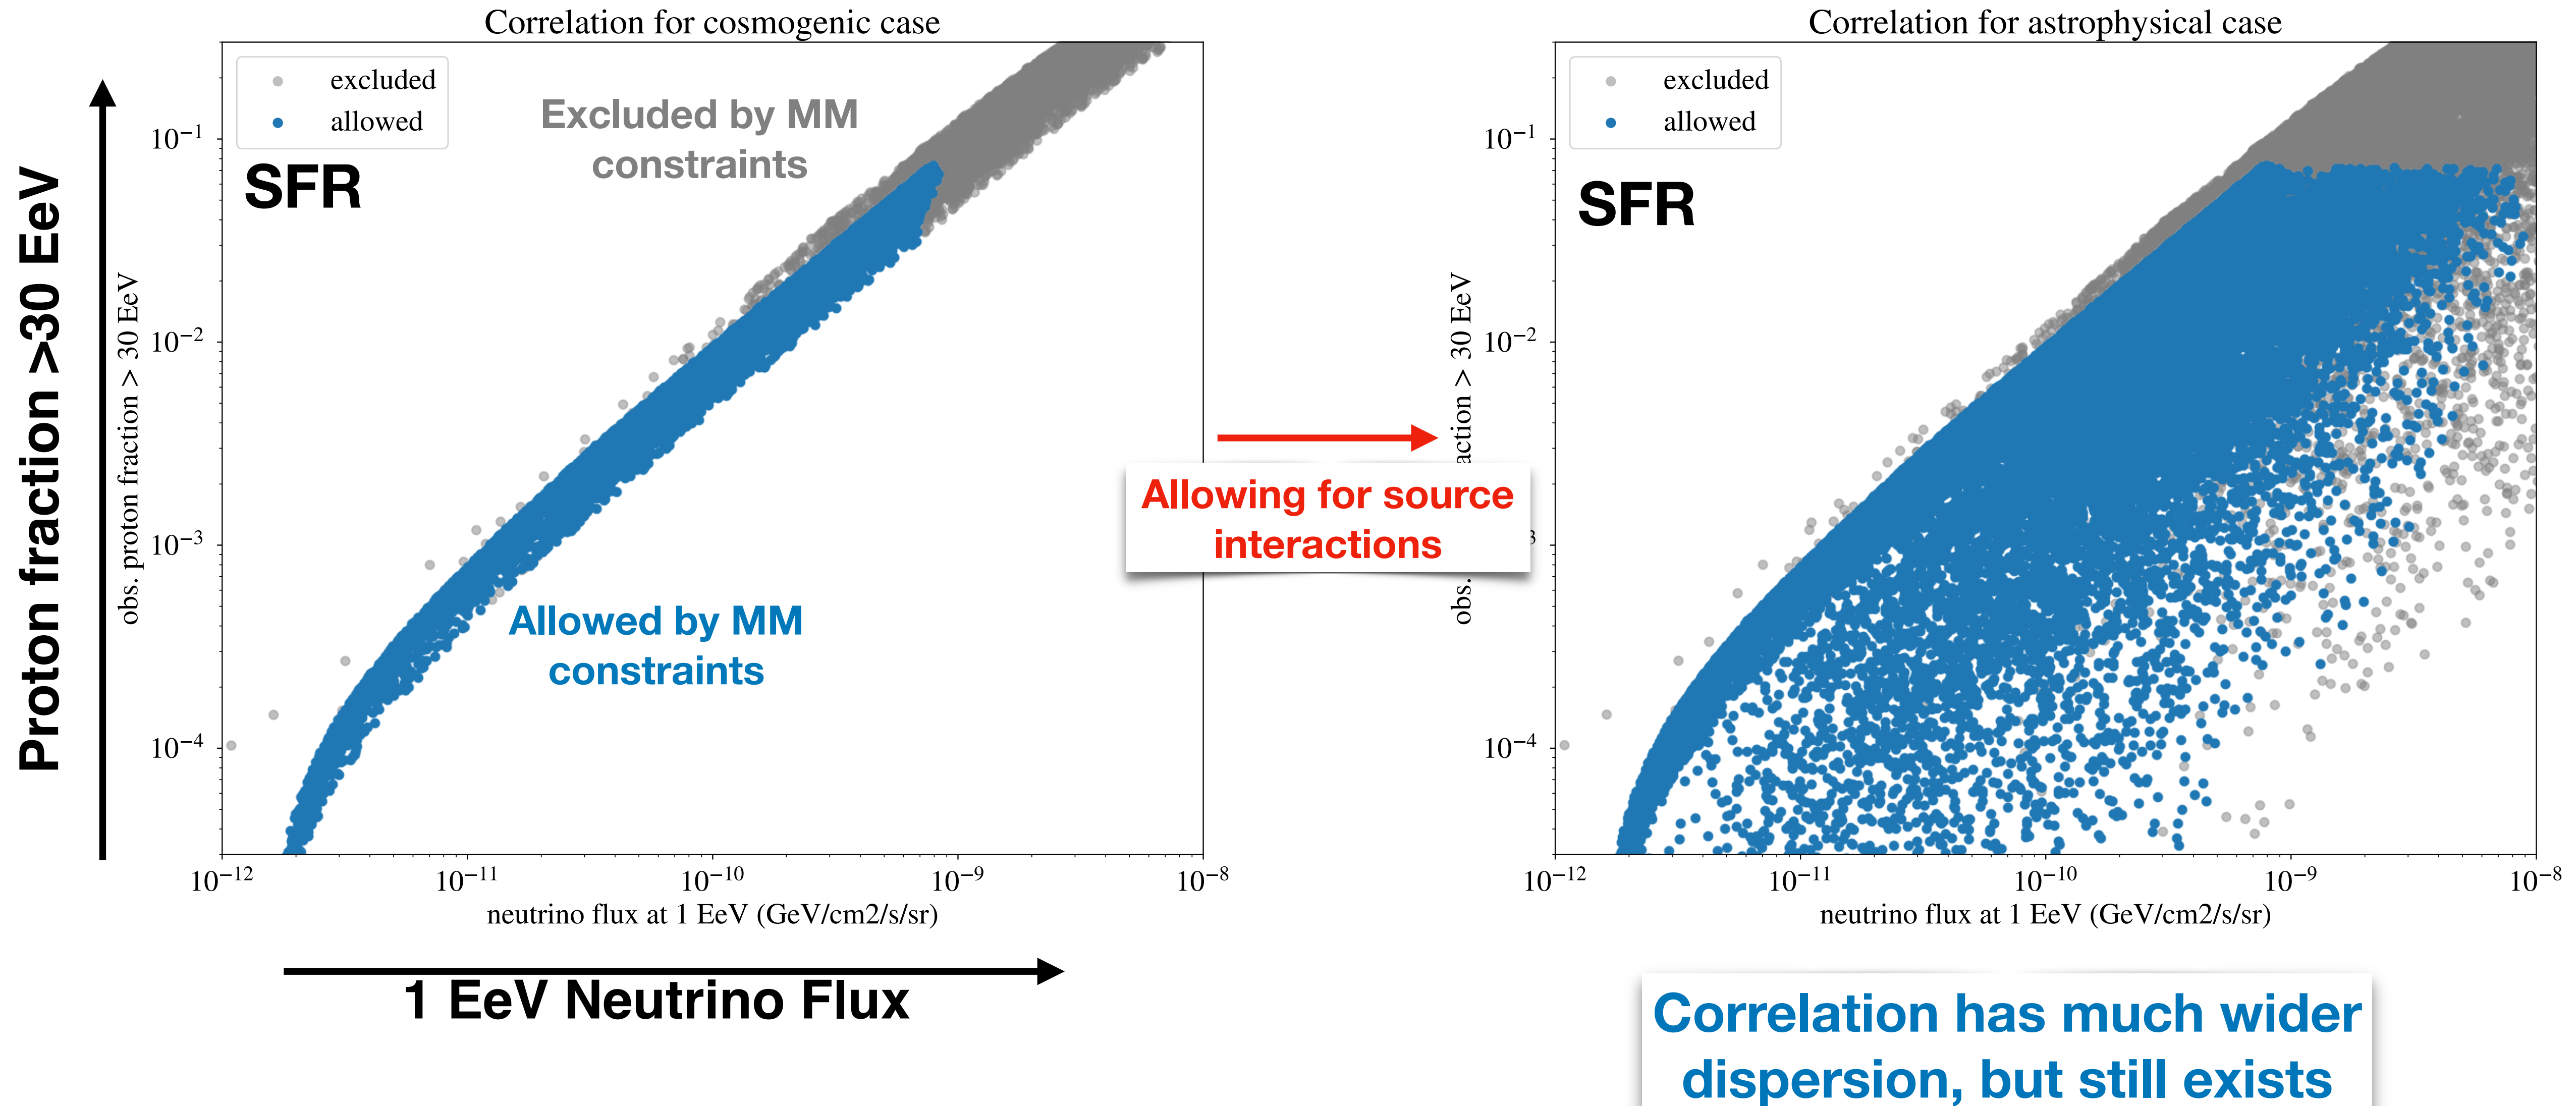 Correlation for cosmogenic case
excluded
allowed
SFR
Excluded by MM
constraints
Allowed by MM
constraints
Proton fraction >30 EeV
obs. proton fraction > 30 EeV
10⁻¹
10⁻²
10⁻³
10⁻⁴
10⁻¹²
10⁻¹¹
10⁻¹⁰
10⁻⁹
10⁻⁸
neutrino flux at 1 EeV (GeV/cm2/s/sr)
1 EeV Neutrino Flux
Allowing for source
interactions
Correlation for astrophysical case
excluded
allowed
SFR
obs. action > 30 EeV
10⁻¹
10⁻²
3
10⁻⁴
10⁻¹²
10⁻¹¹
10⁻¹⁰
10⁻⁹
10⁻⁸
neutrino flux at 1 EeV (GeV/cm2/s/sr)
Correlation has much wider
dispersion, but still exists